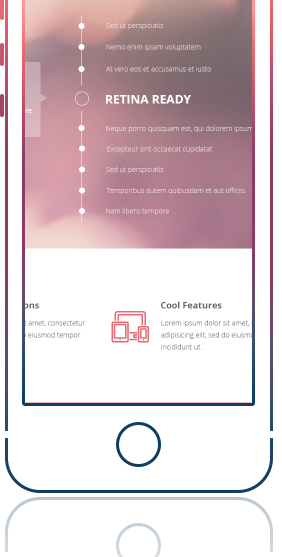 Sed ut perspiciatis
Nemo enim ipsam voluptatem
At vero eos et accusamus et iusto
re
RETINA READY
Neque porro quisquam est, qui dolorem ipsum
Excepteur sint occaecat cupidatat
Sed ut perspiciatis
Temporibus autem quibusdam et aut officiis
Nam libero tempore
ons
t amet, consectetur
o eiusmod tempor
Cool Features
Lorem ipsum dolor sit amet,
adipisicing elit, sed do eiusmo
incididunt ut.